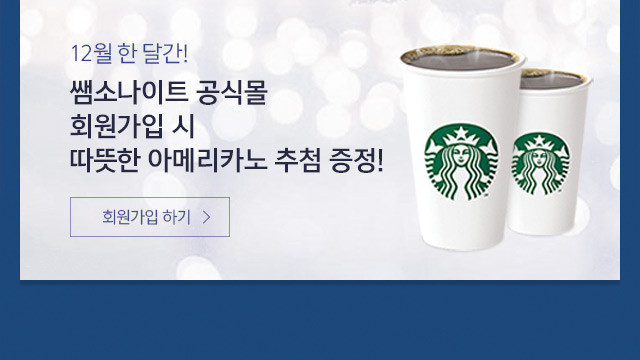 12월 한 달간!
쌤소나이트 공식몰
회원가입 시
따뜻한 아메리카노 추첨 증정!
회원가입 하기 >